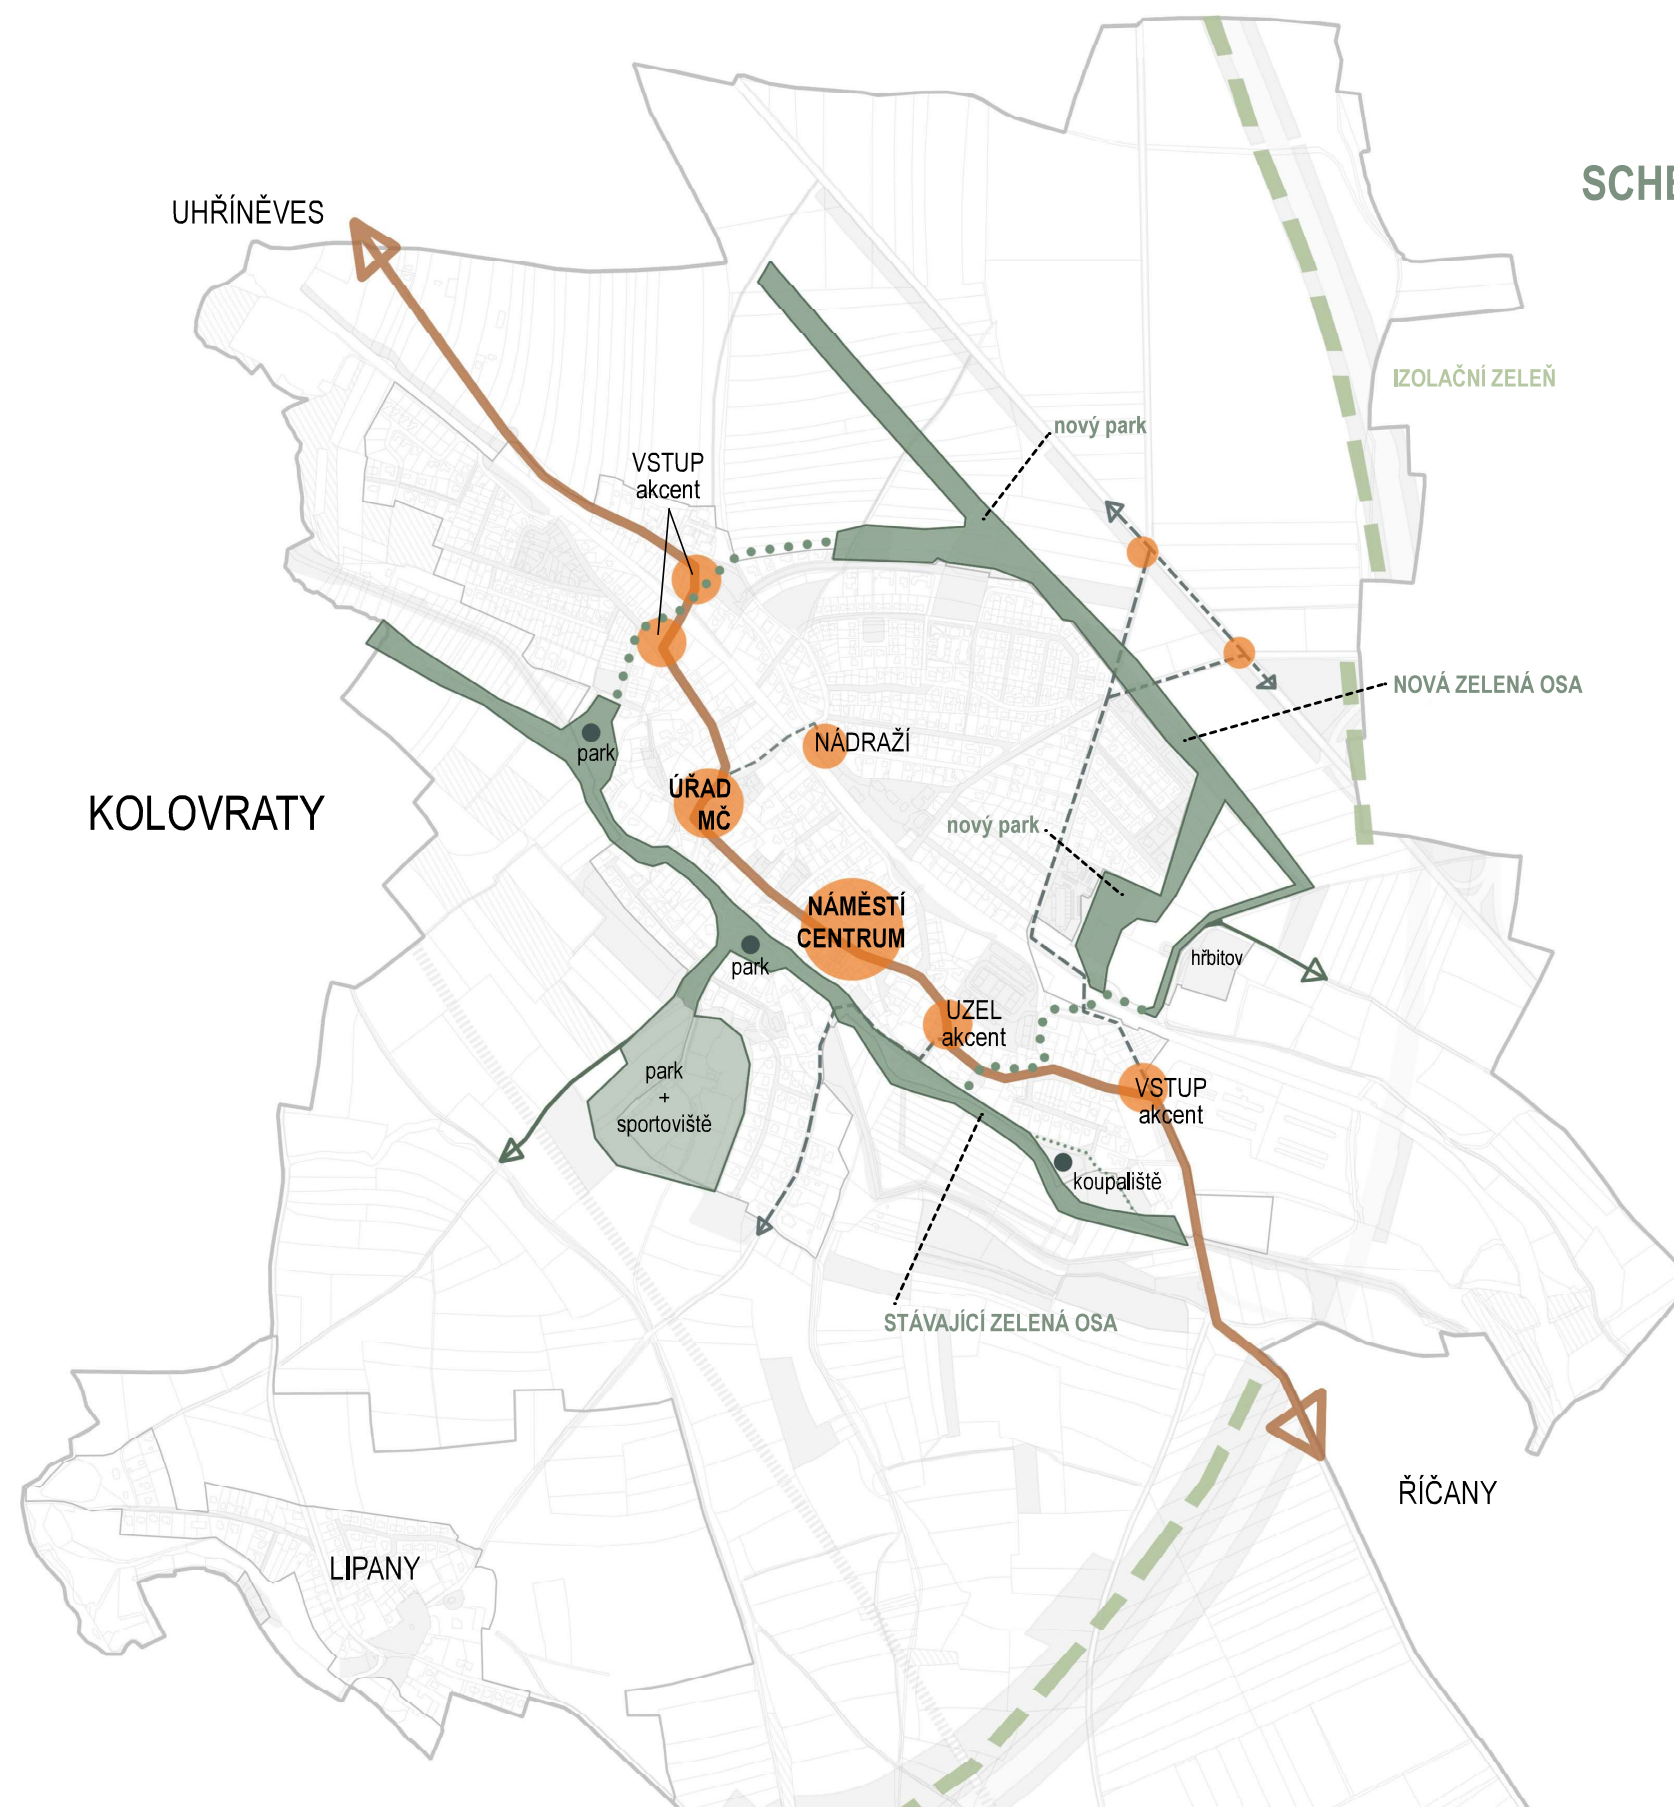 SCHE
UHŘÍNĚVES
IZOLAČNÍ ZELEŇ
nový park
VSTUP
akcent
NOVÁ ZELENÁ OSA
NÁDRAŽÍ
park
ÚŘAD
MČ
KOLOVRATY
nový park
NÁMĚSTÍ
CENTRUM
hřbitov
park
UZEL
akcent
park
+
sportoviště
VSTUP
akcent
koupaliště
STÁVAJÍCÍ ZELENÁ OSA
ŘÍČANY
LIPANY